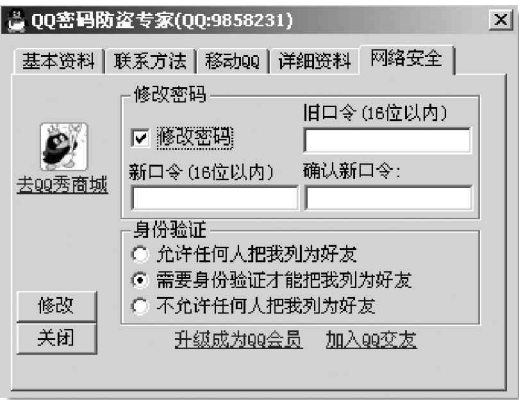 QQ密码防盗专家(QQ:9858231)
基本资料 联系方法 移动QQ 详细资料 网络安全
修改密码
旧口令(16位以内)
修改密码
新口令(16位以内) 确认新口令:
去QQ秀商城
身份验证
允许任何人把我列为好友
需要身份验证才能把我列为好友
不允许任何人把我列为好友
修改
关闭
升级成为QQ会员 加入QQ交友